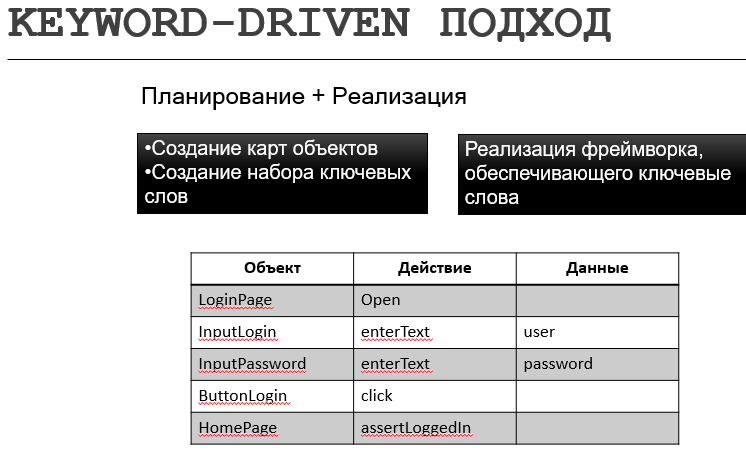 KEYWORD-DRIVEN ПОДХОД
Планирование + Реализация
•Создание карт объектов
•Создание набора ключевых
слов
Реализация фреймворка,
обеспечивающего ключевые
слова
Объект Действие Данные
LoginPage Open
InputLogin enterText user
InputPassword enterText password
ButtonLogin click
HomePage assertLoggedIn